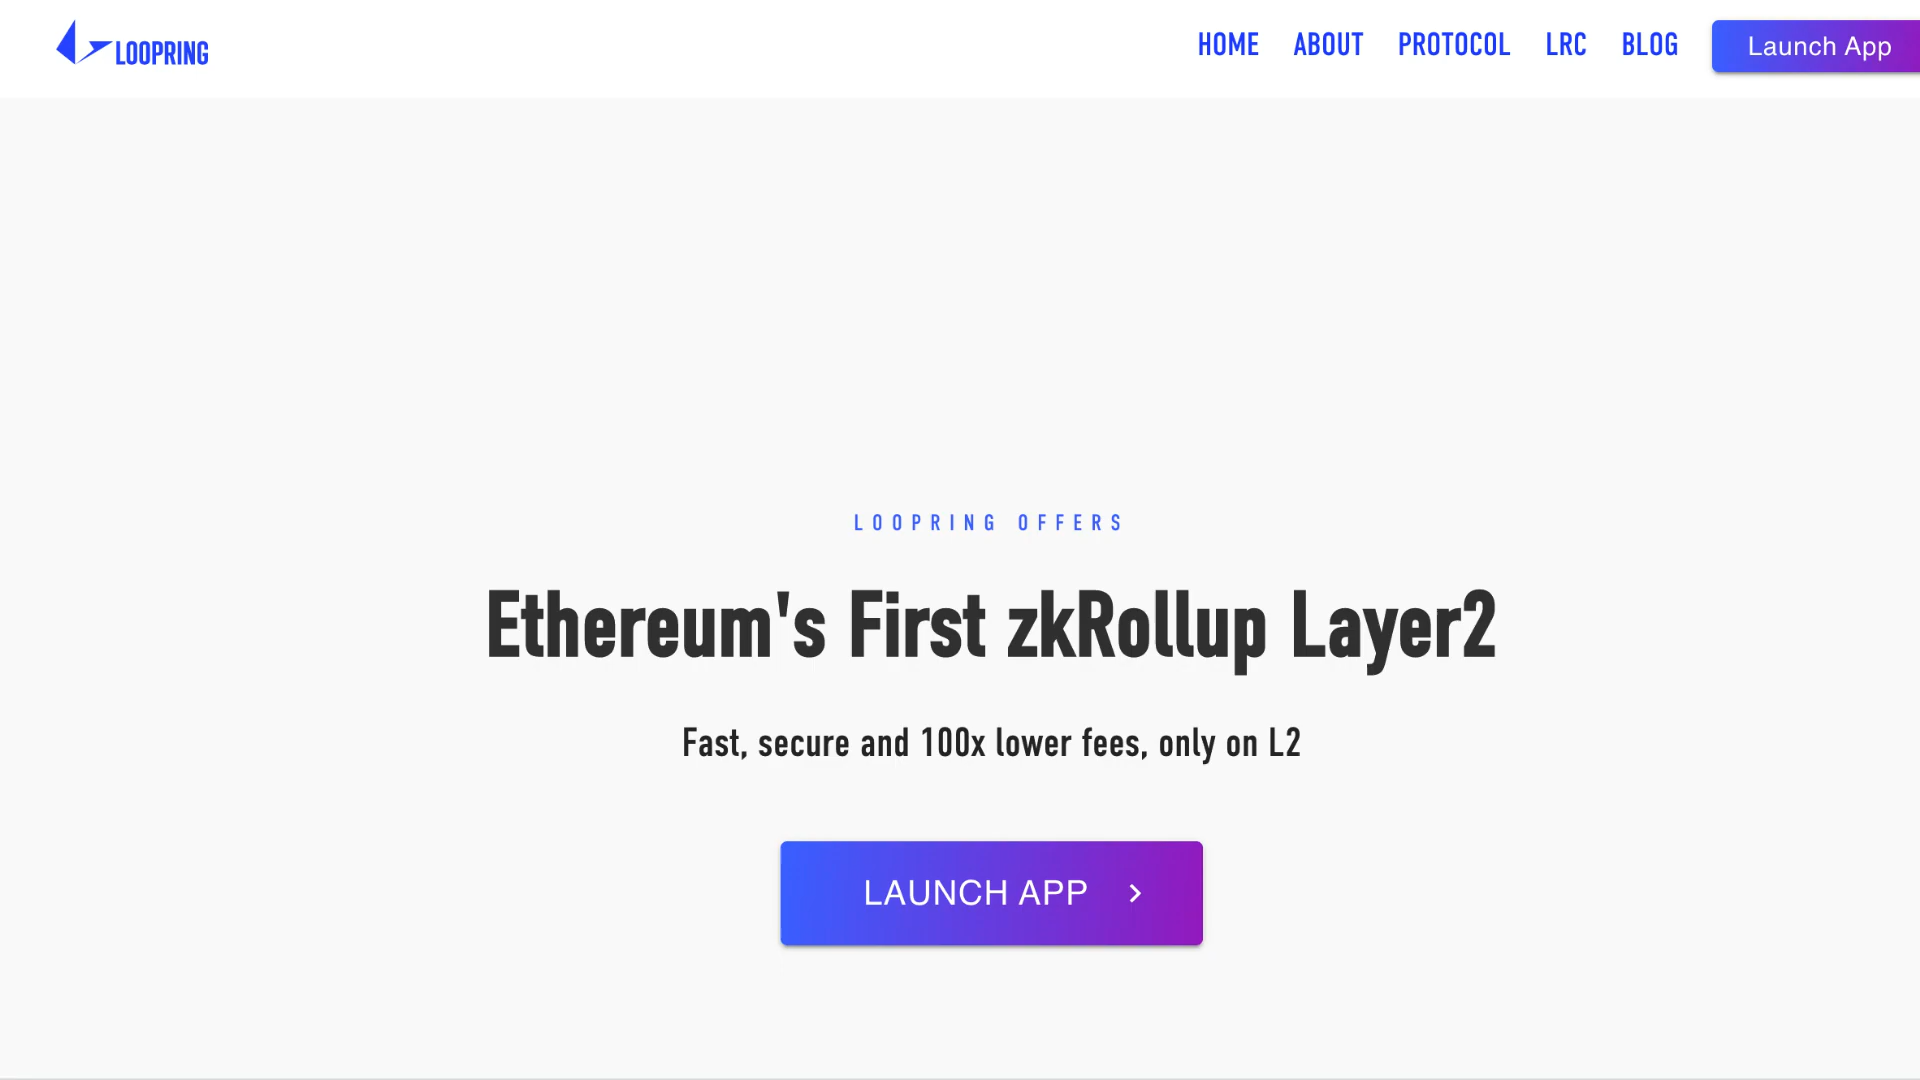 LOOPRING
HOME ABOUT PROTOCOL LRC BLOG Launch App
LOOPRING OFFERS
Ethereum's First zkRollup Layer2
Fast, secure and 100x lower fees, only on L2
LAUNCH APP